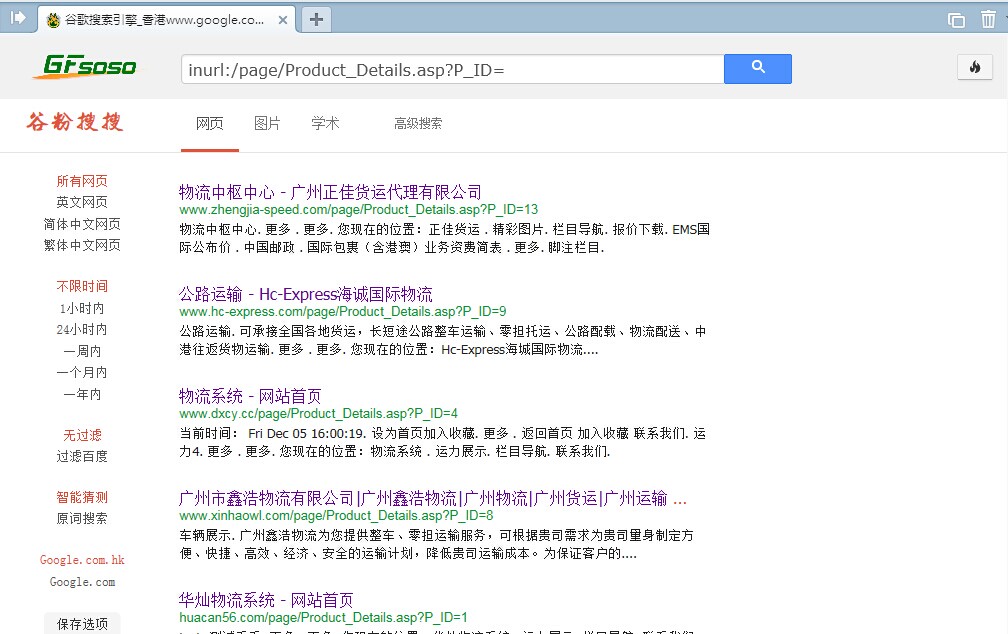 谷歌搜索引擎_香港www.google.co...
GFsoso
inurl:/page/Product_Details.asp?P_ID=
谷粉搜搜
网页 图片 学术 高级搜索
所有网页
英文网页
简体中文网页
繁体中文网页
不限时间
1小时内
24小时内
一周内
一个月内
一年内
无过滤
过滤百度
智能猜测
原词搜索
Google.com.hk
Google.com
保存选项
物流中枢中心 - 广州正佳货运代理有限公司
www.zhengjia-speed.com/page/Product_Details.asp?P_ID=13
物流中枢中心. 更多 . 更多. 您现在的位置：正佳货运 . 精彩图片. 栏目导航. 报价下载. EMS国
际公布价 . 中国邮政 . 国际包裹（含港澳）业务资费简表 . 更多. 脚注栏目.
公路运输 - Hc-Express海诚国际物流
www.hc-express.com/page/Product_Details.asp?P_ID=9
公路运输. 可承接全国各地货运，长短途公路整车运输、零担托运、公路配载、物流配送、中
港往返货物运输. 更多 . 更多. 您现在的位置：Hc-Express海城国际物流....
物流系统 - 网站首页
www.dxcy.cc/page/Product_Details.asp?P_ID=4
当前时间： Fri Dec 05 16:00:19. 设为首页加入收藏. 更多 . 返回首页 加入收藏 联系我们. 运
力4. 更多 . 更多. 您现在的位置：物流系统 . 运力展示. 栏目导航. 联系我们.
广州市鑫浩物流有限公司|广州鑫浩物流|广州物流|广州货运|广州运输 ...
www.xinhaowl.com/page/Product_Details.asp?P_ID=8
车辆展示. 广州鑫浩物流为您提供整车、零担运输服务，可根据贵司需求为贵司量身制定方
便、快捷、高效、经济、安全的运输计划，降低贵司运输成本。为保证客户的....
华灿物流系统 - 网站首页
huacan56.com/page/Product_Details.asp?P_ID=1